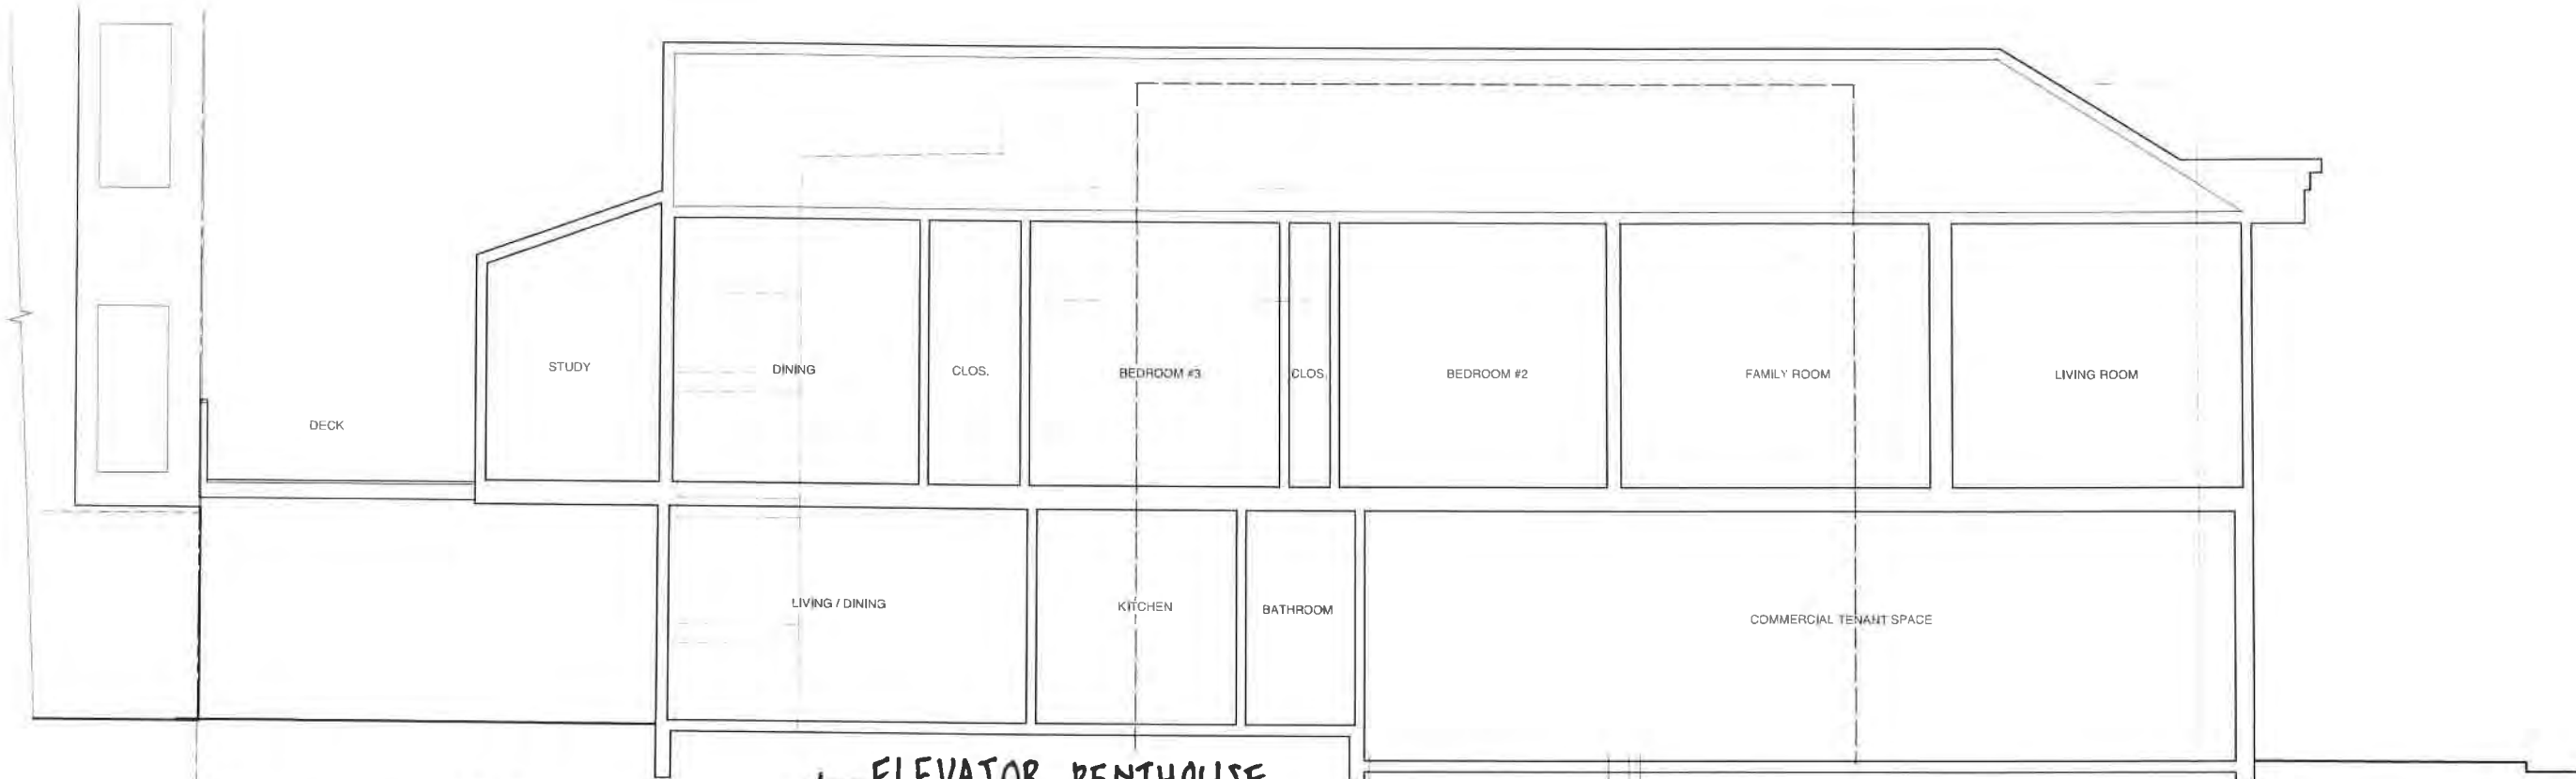 STUDY
DINING
CLOS.
BEDROOM #3
CLOS.
BEDROOM #2
FAMILY ROOM
LIVING ROOM
DECK
LIVING / DINING
KITCHEN
BATHROOM
COMMERCIAL TENANT SPACE
ELEVATOR PENTHOUSE